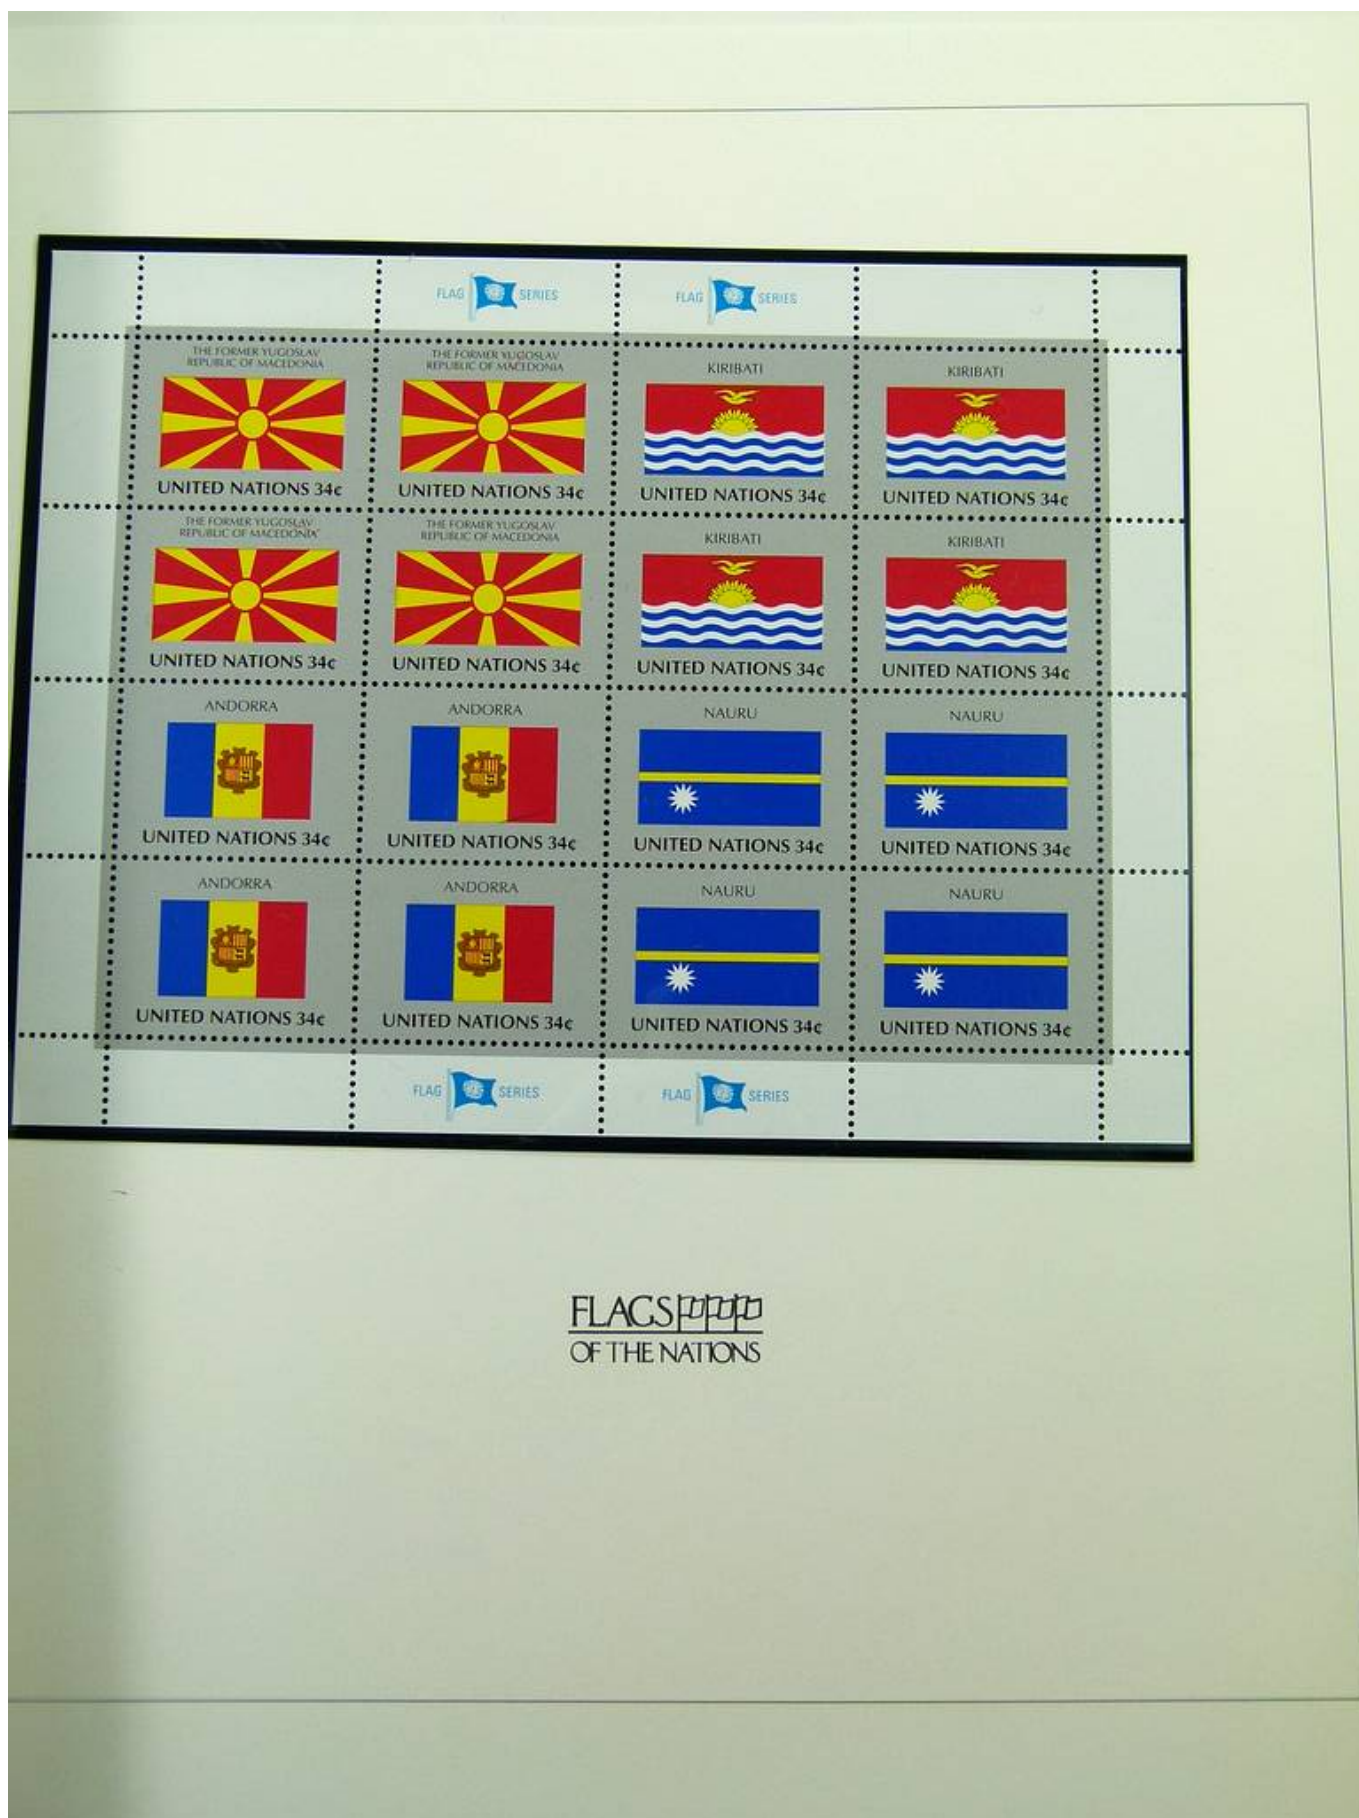 FLAG SERIES FLAG SERIES
THE FORMER YUGOSLAV
REPUBLIC OF MACEDONIA
UNITED NATIONS 34¢
THE FORMER YUGOSLAV
REPUBLIC OF MACEDONIA
UNITED NATIONS 34¢
KIRIBATI
UNITED NATIONS 34¢
KIRIBATI
UNITED NATIONS 34¢
THE FORMER YUGOSLAV
REPUBLIC OF MACEDONIA
UNITED NATIONS 34¢
THE FORMER YUGOSLAV
REPUBLIC OF MACEDONIA
UNITED NATIONS 34¢
KIRIBATI
UNITED NATIONS 34¢
KIRIBATI
UNITED NATIONS 34¢
ANDORRA
UNITED NATIONS 34¢
ANDORRA
UNITED NATIONS 34¢
NAURU
UNITED NATIONS 34¢
NAURU
UNITED NATIONS 34¢
ANDORRA
UNITED NATIONS 34¢
ANDORRA
UNITED NATIONS 34¢
NAURU
UNITED NATIONS 34¢
NAURU
UNITED NATIONS 34¢
FLAG SERIES FLAG SERIES
FLAGS
OF THE NATIONS